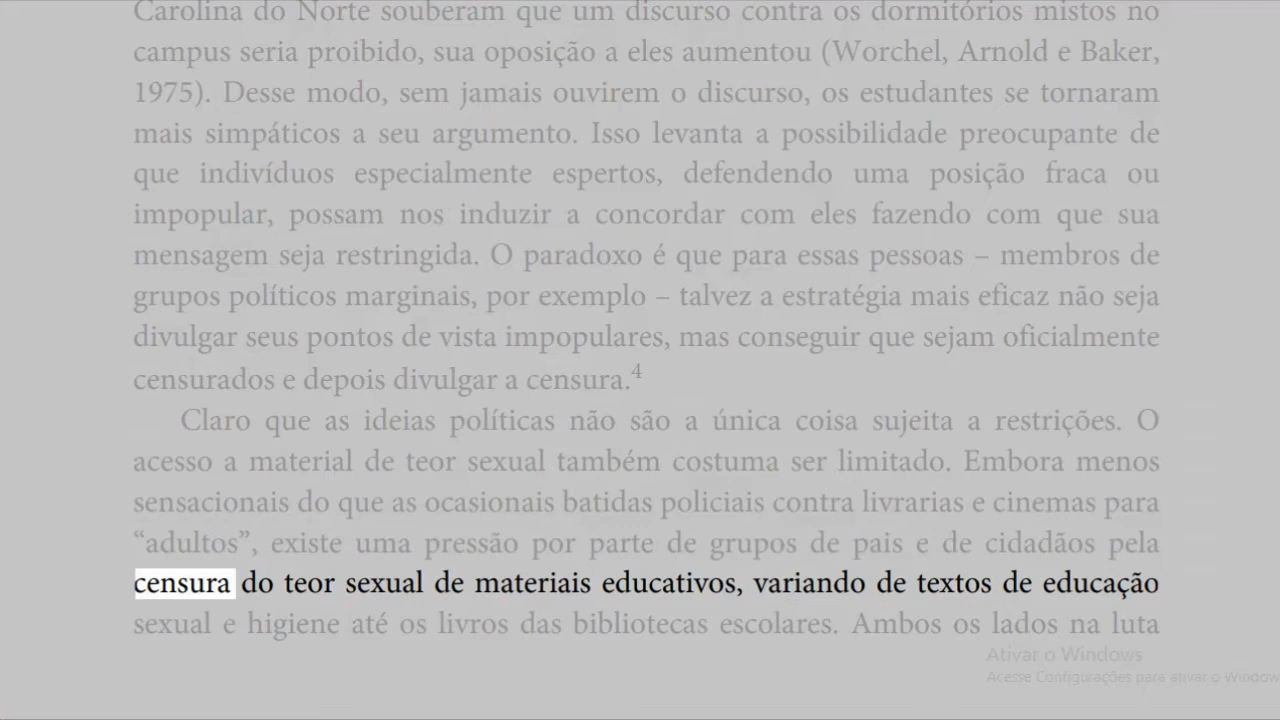 Carolina do Norte souberam que um discurso contra os dormitórios mistos no
campus seria proibido, sua oposição a eles aumentou (Worchel, Arnold e Baker,
1975). Desse modo, sem jamais ouvirem o discurso, os estudantes se tornaram
mais simpáticos a seu argumento. Isso levanta a possibilidade preocupante de
que indivíduos especialmente espertos, defendendo uma posição fraca ou
impopular, possam nos induzir a concordar com eles fazendo com que sua
mensagem seja restringida. O paradoxo é que para essas pessoas – membros de
grupos políticos marginais, por exemplo – talvez a estratégia mais eficaz não seja
divulgar seus pontos de vista impopulares, mas conseguir que sejam oficialmente
censurados e depois divulgar a censura.4
Claro que as ideias políticas não são a única coisa sujeita a restrições. O
acesso a material de teor sexual também costuma ser limitado. Embora menos
sensacionais do que as ocasionais batidas policiais contra livrarias e cinemas para
“adultos”, existe uma pressão por parte de grupos de pais e de cidadãos pela
censura do teor sexual de materiais educativos, variando de textos de educação
sexual e higiene até os livros das bibliotecas escolares. Ambos os lados na luta
Ativar o Windows
Acesse Configurações para ativar o Window